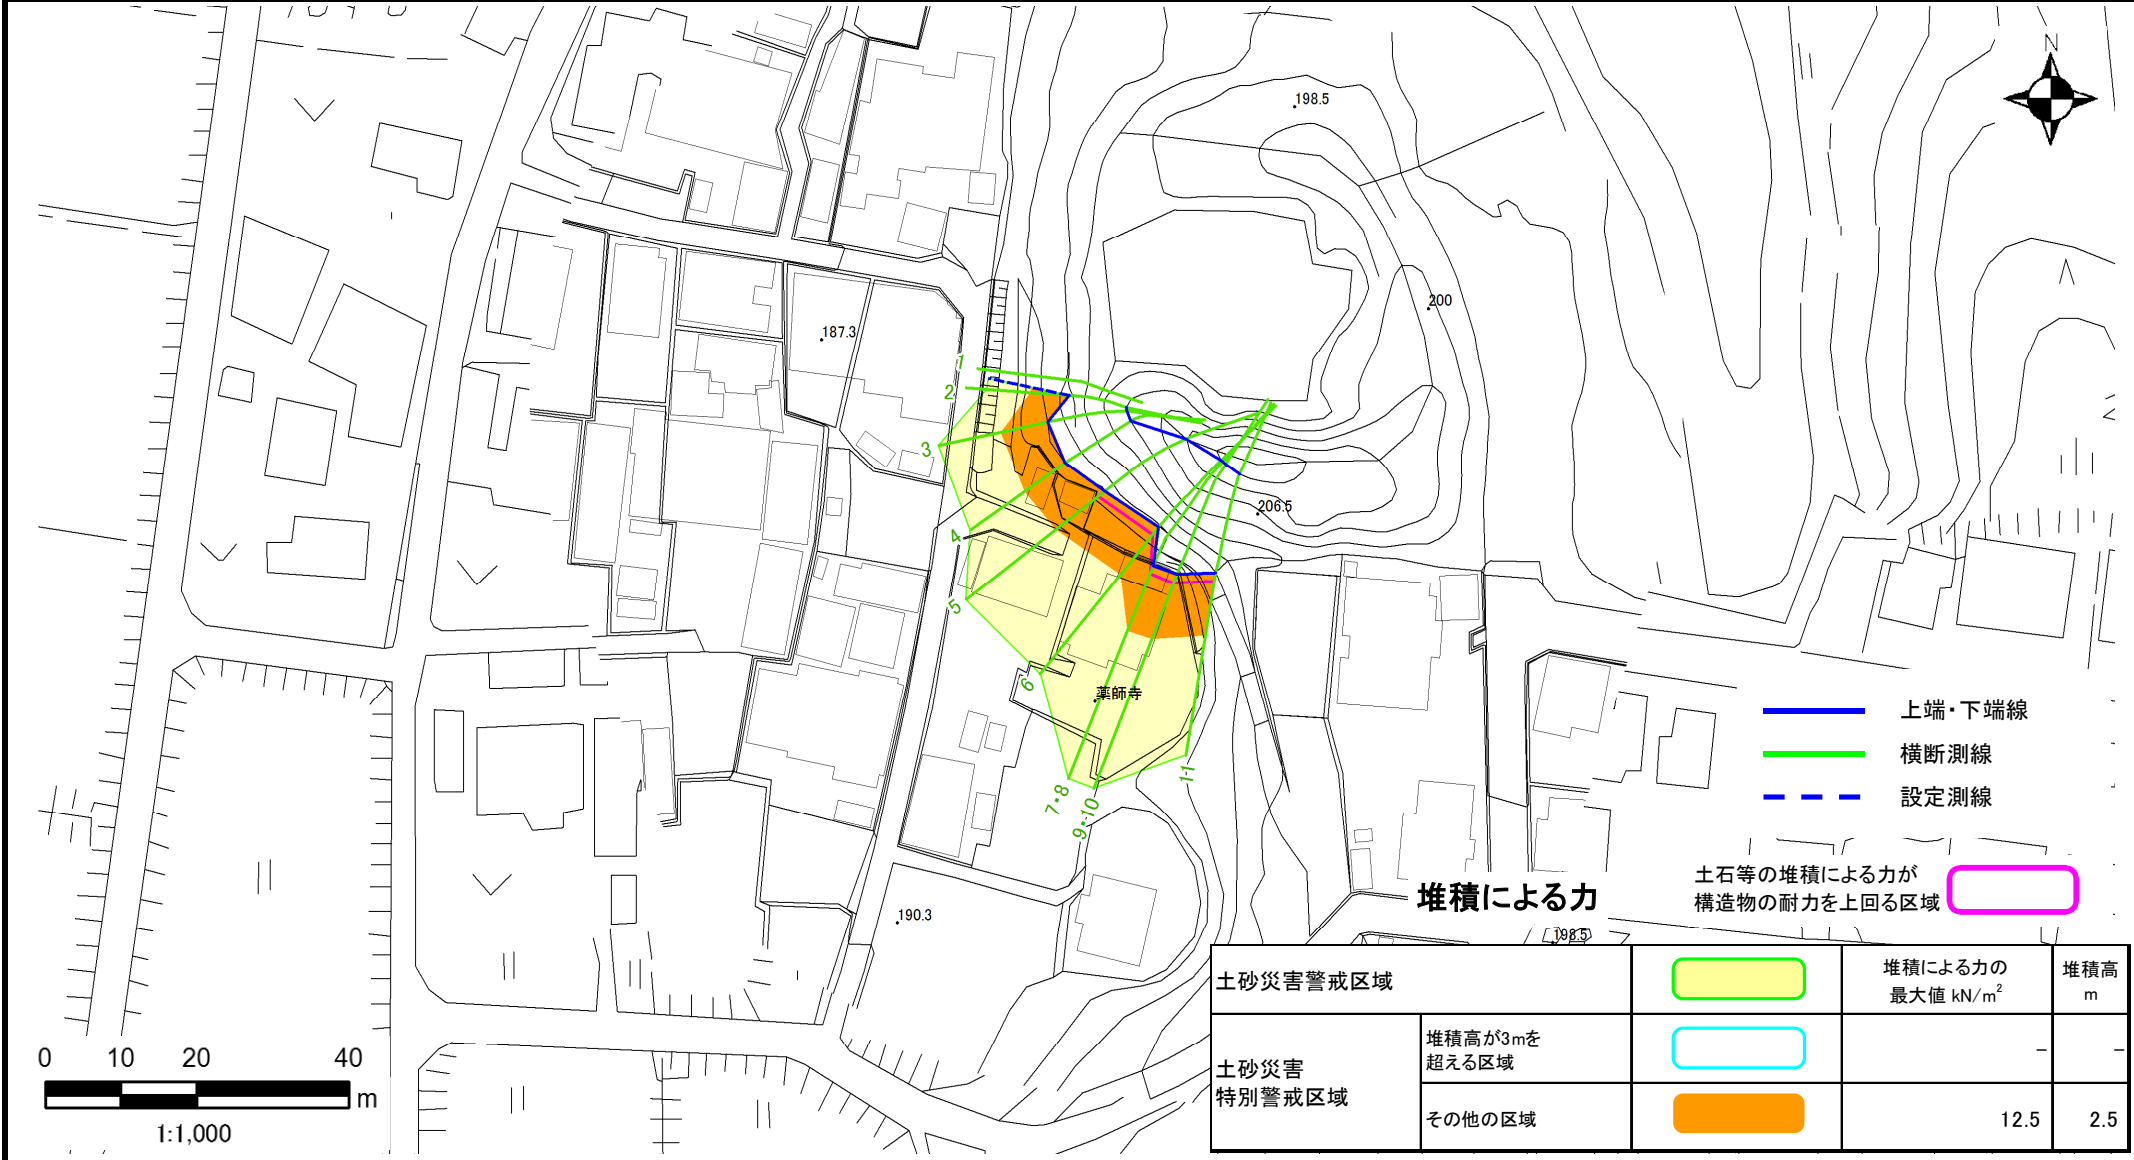 N
198.5
200
187.3
1
2
3
206.5
4
5
6
薬師寺
11
7・8
9・10
上端・下端線
横断測線
設定測線
土石等の堆積による力が
構造物の耐力を上回る区域
堆積による力
190.3
198.5
土砂災害警戒区域
堆積による力の
最大値 kN/m²
堆積高
m
土砂災害
特別警戒区域
堆積高が3mを
超える区域
－
－
その他の区域
12.5
2.5
0 10 20 40
m
1:1,000